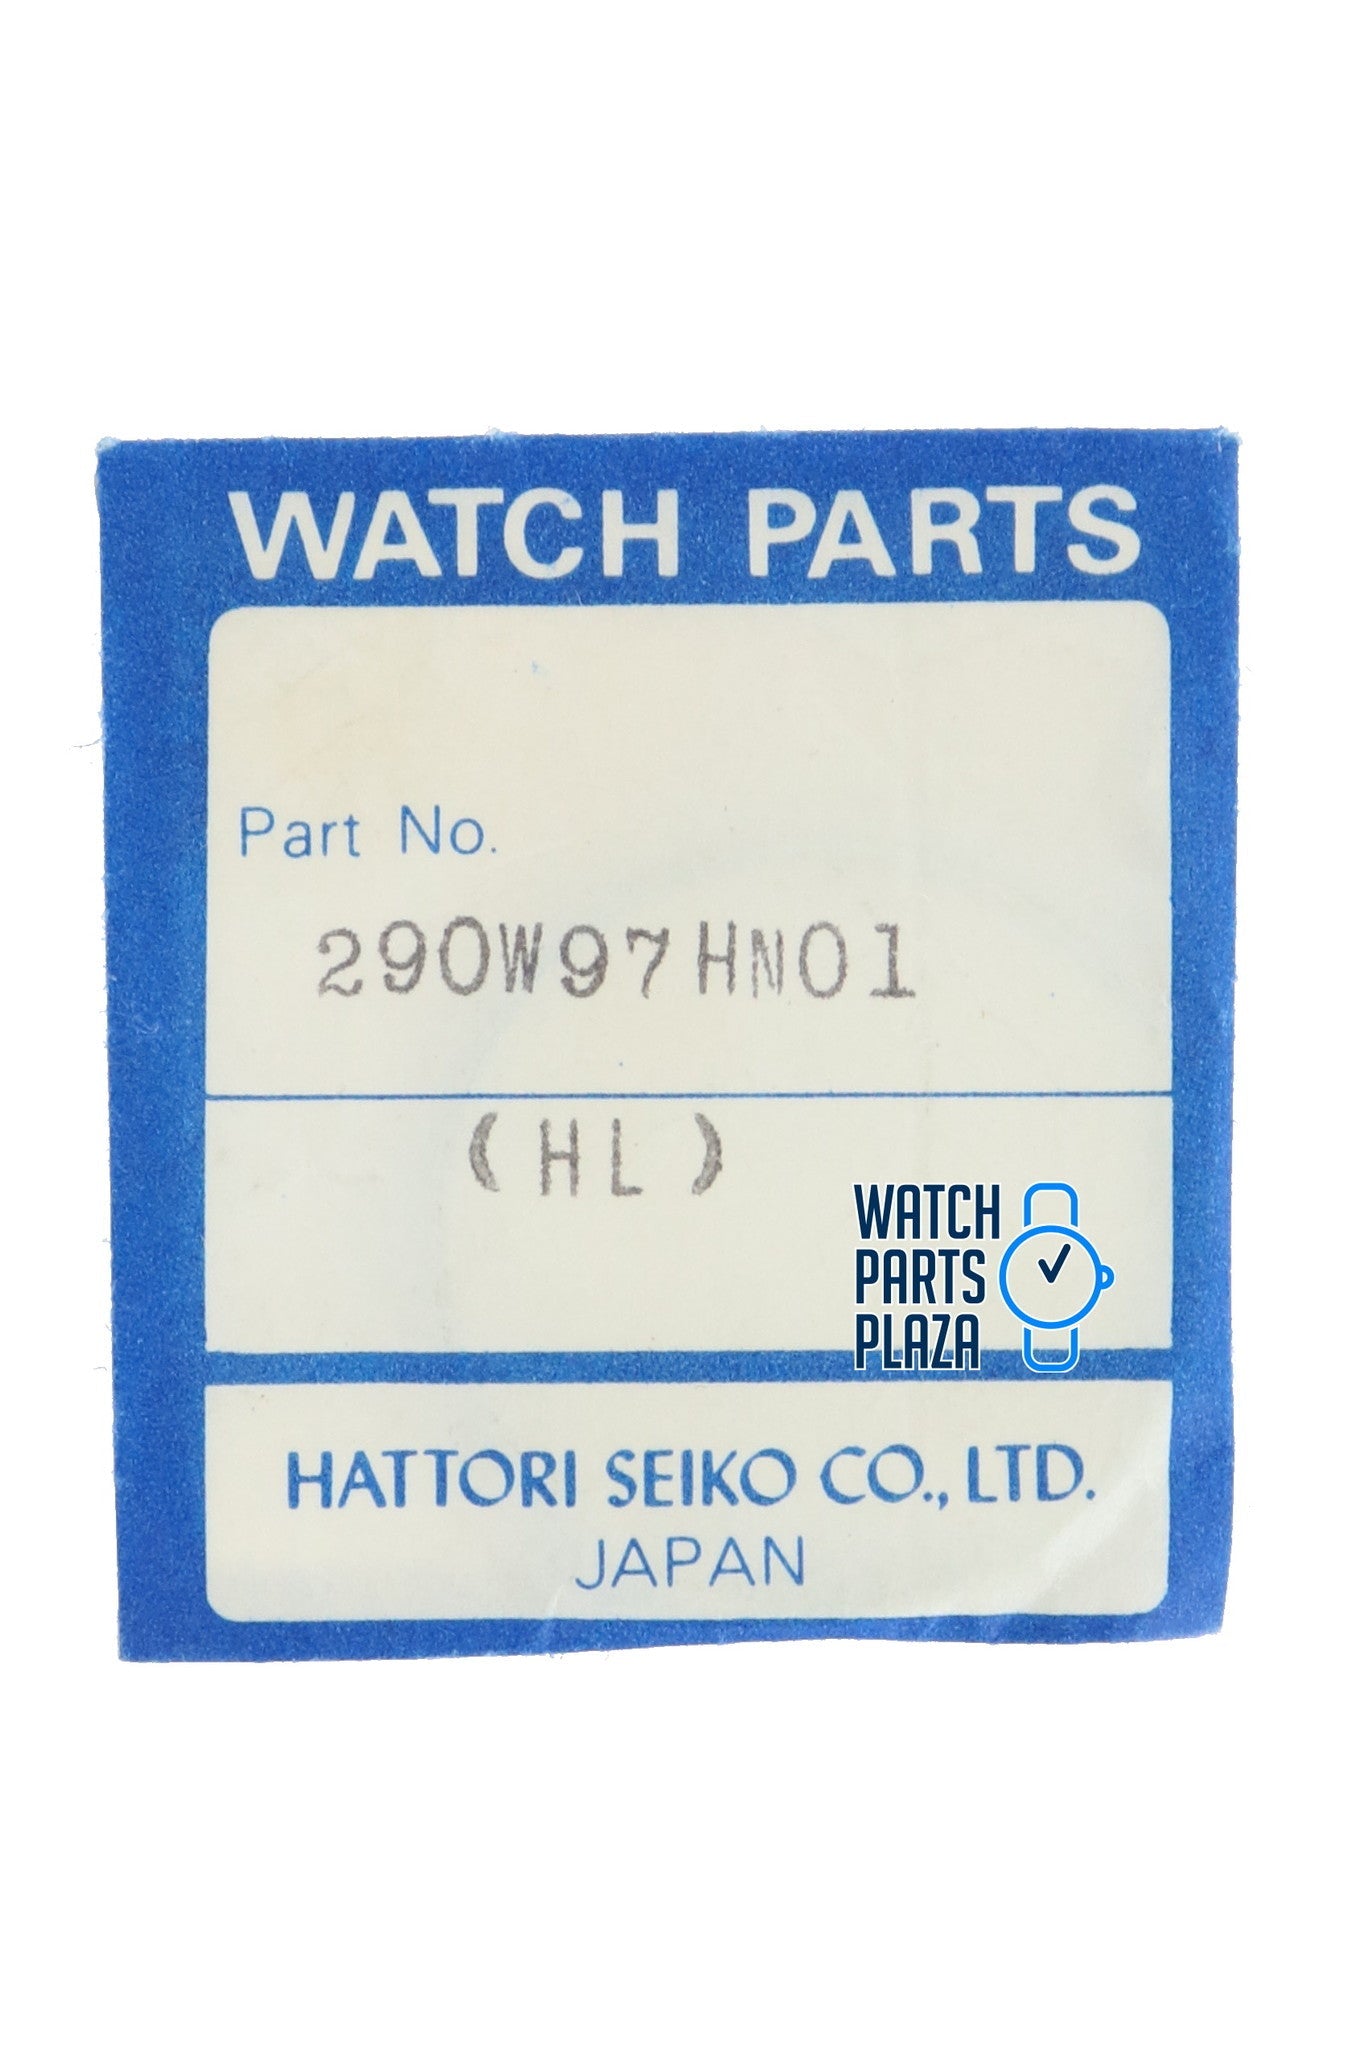 WATCH PARTS
Part No.
290W97HN01
(HL)
WATCH
PARTS
PLAZA
HATTORI SEIKO CO., LTD.
JAPAN